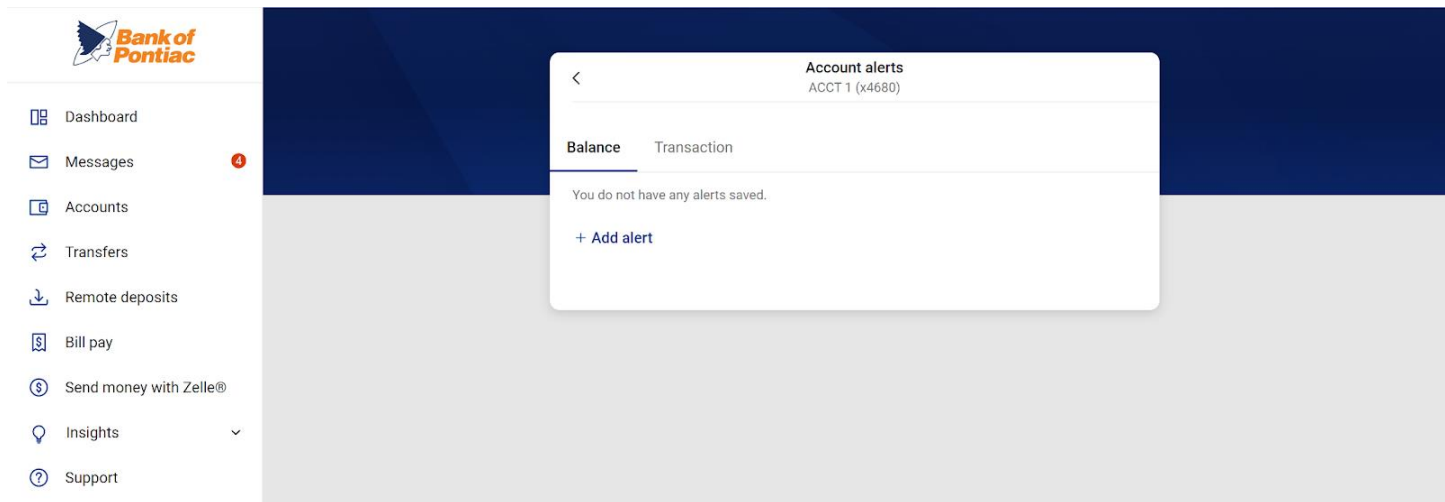 Bank of
Pontiac
Dashboard
Messages 4
Accounts
Transfers
Remote deposits
Bill pay
Send money with Zelle®
Insights
Support
Account alerts
ACCT 1 (x4680)
Balance Transaction
You do not have any alerts saved.
+ Add alert